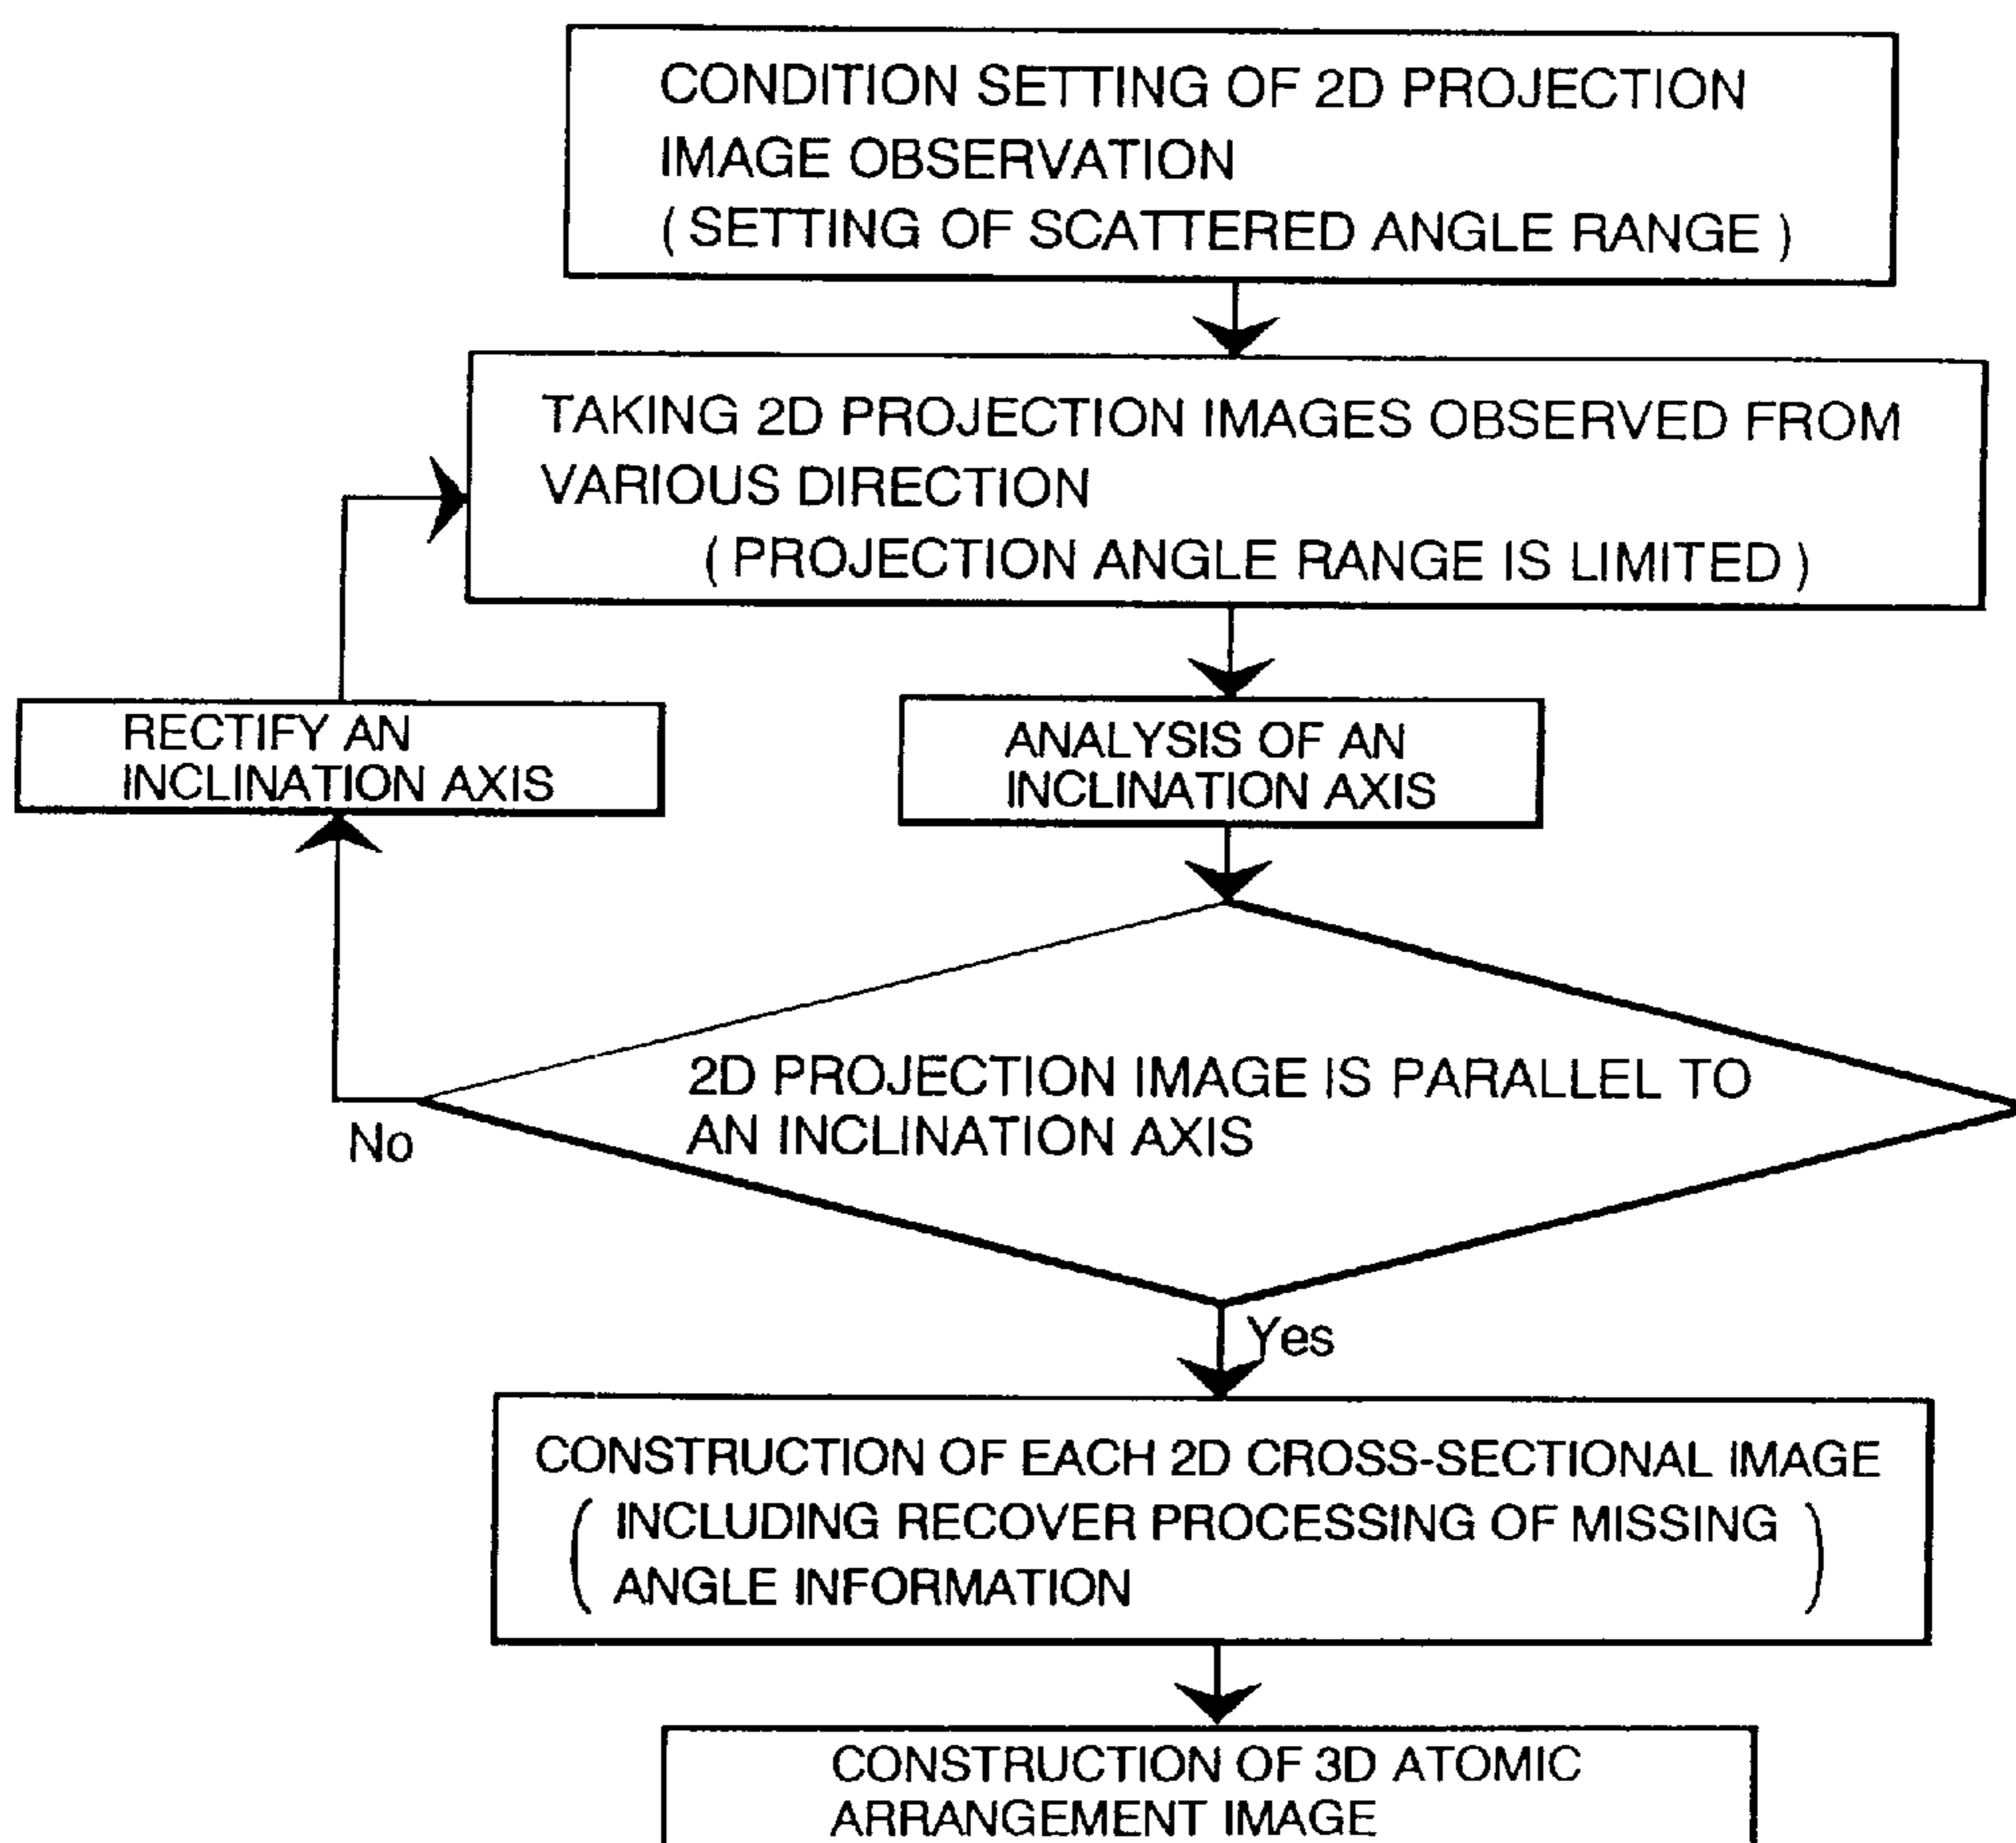 CONDITION SETTING OF 2D PROJECTION
IMAGE OBSERVATION
( SETTING OF SCATTERED ANGLE RANGE )
TAKING 2D PROJECTION IMAGES OBSERVED FROM
VARIOUS DIRECTION
( PROJECTION ANGLE RANGE IS LIMITED )
RECTIFY AN
INCLINATION AXIS
ANALYSIS OF AN
INCLINATION AXIS
2D PROJECTION IMAGE IS PARALLEL TO
AN INCLINATION AXIS
No
Yes
CONSTRUCTION OF EACH 2D CROSS-SECTIONAL IMAGE
( INCLUDING RECOVER PROCESSING OF MISSING
ANGLE INFORMATION )
CONSTRUCTION OF 3D ATOMIC
ARRANGEMENT IMAGE